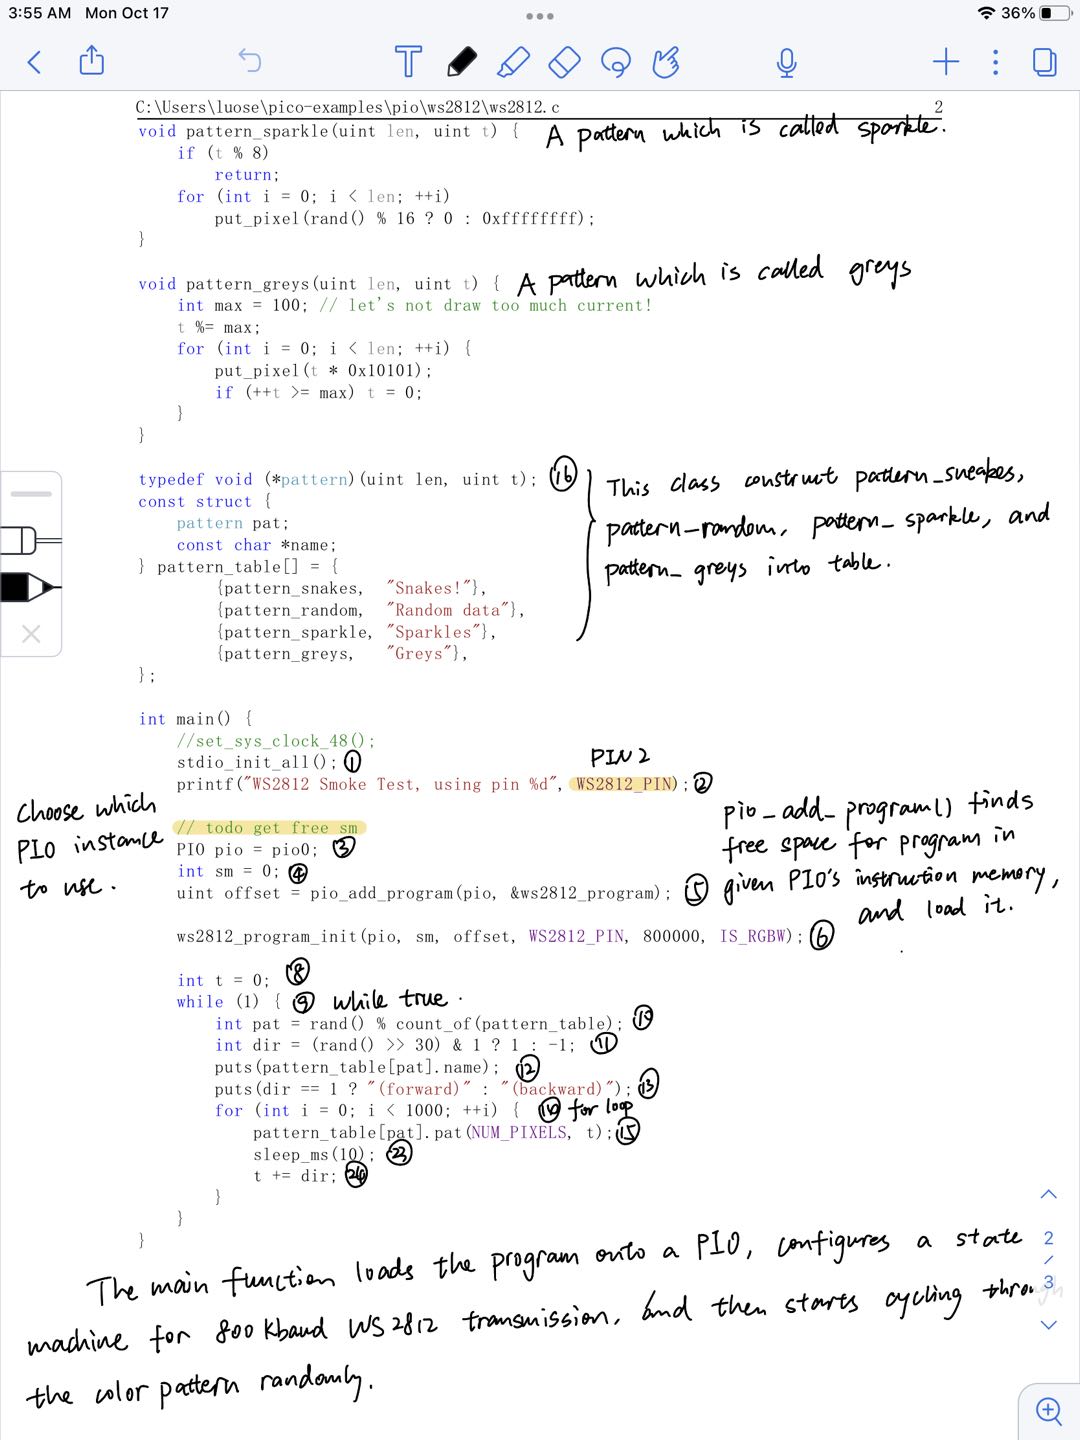 3:55 AM Mon Oct 17
36%
T
C:\Users\luose\pico-examples\pio\ws2812\ws2812.c 2
void pattern_sparkle(uint len, uint t) { A pattern which is called sparkle.
if (t % 8)
return;
for (int i = 0; i < len; ++i)
put_pixel(rand() % 16 ? 0 : 0xffffffff);
}
void pattern_greys(uint len, uint t) { A pattern which is called greys
int max = 100; // let's not draw too much current!
t %= max;
for (int i = 0; i < len; ++i) {
put_pixel(t * 0x10101);
if (++t >= max) t = 0;
}
}
typedef void (*pattern)(uint len, uint t); 16
const struct {
pattern pat;
const char *name;
} pattern_table[] = {
{pattern_snakes, "Snakes!"},
{pattern_random, "Random data"},
{pattern_sparkle, "Sparkles"},
{pattern_greys, "Greys"},
};
This class construct pattern_sneakes,
pattern_random, pattern_sparkle, and
pattern_greys into table.
int main() {
//set_sys_clock_48();
stdio_init_all(); ①
PIN 2
printf("WS2812 Smoke Test, using pin %d", WS2812_PIN); ②
Choose which
PIO instance
to use.
// todo get free sm
PIO pio = pio0; ③
int sm = 0; ④
uint offset = pio_add_program(pio, &ws2812_program); ⑤
pio_add_program() finds
free space for program in
given PIO's instruction memory,
and load it.
ws2812_program_init(pio, sm, offset, WS2812_PIN, 800000, IS_RGBW); ⑥
int t = 0; ⑧
while (1) { ⑨ while true.
int pat = rand() % count_of(pattern_table); ⑩
int dir = (rand() >> 30) & 1 ? 1 : -1; ⑪
puts(pattern_table[pat].name); ⑫
puts(dir == 1 ? "(forward)" : "(backward)"); ⑬
for (int i = 0; i < 1000; ++i) { ⑭ for loop
pattern_table[pat].pat(NUM_PIXELS, t); ⑮
sleep_ms(10); ㉓
t += dir; ㉔
}
}
}
The main function loads the program onto a PIO, configures a state
machine for 800 Kbaud WS2812 transmission, and then starts cycling through
the color pattern randomly.
2
/
3